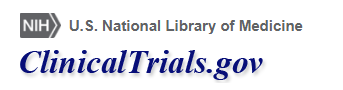 NIH U.S. National Library of Medicine
ClinicalTrials.gov